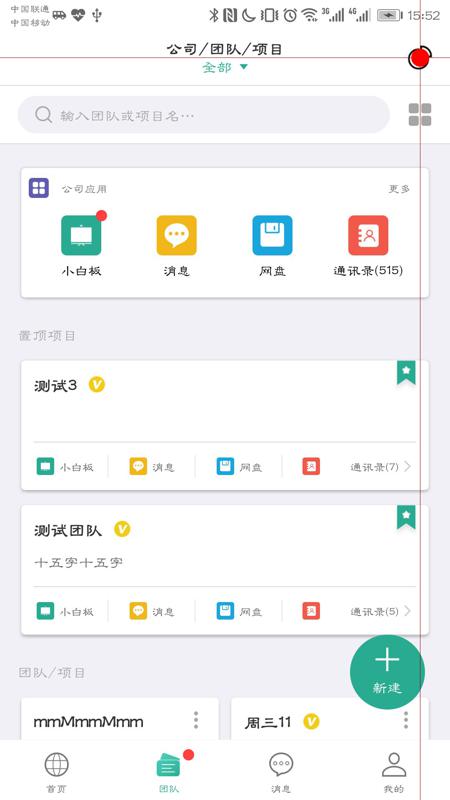 中国联通
中国移动
3G 4G 15:52
公司/团队/项目
全部
输入团队或项目名…
公司应用 更多
小白板 消息 网盘 通讯录(515)
置顶项目
测试3 V
小白板 消息 网盘 通讯录(7)
测试团队 V
十五字十五字
小白板 消息 网盘 通讯录(5)
团队/项目
新建
mmMmmMmm 周三11 V
首页 团队 消息 我的